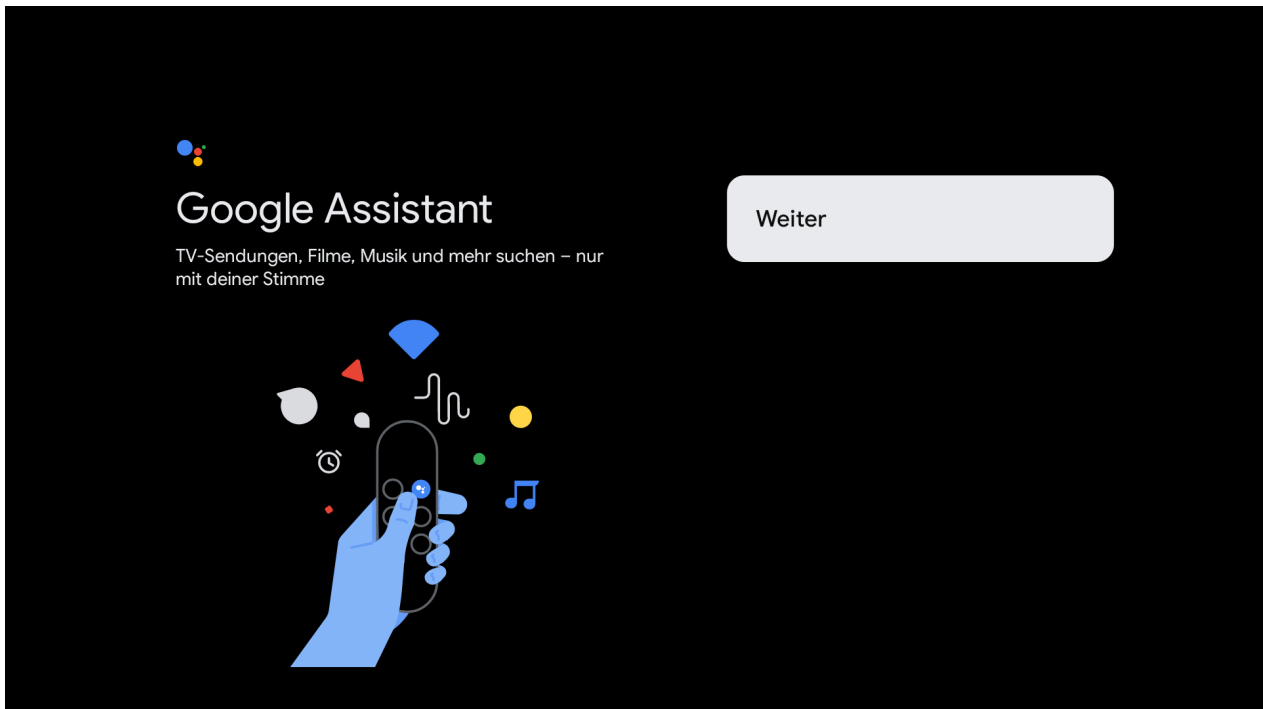 Google Assistant
TV-Sendungen, Filme, Musik und mehr suchen – nur
mit deiner Stimme
Weiter